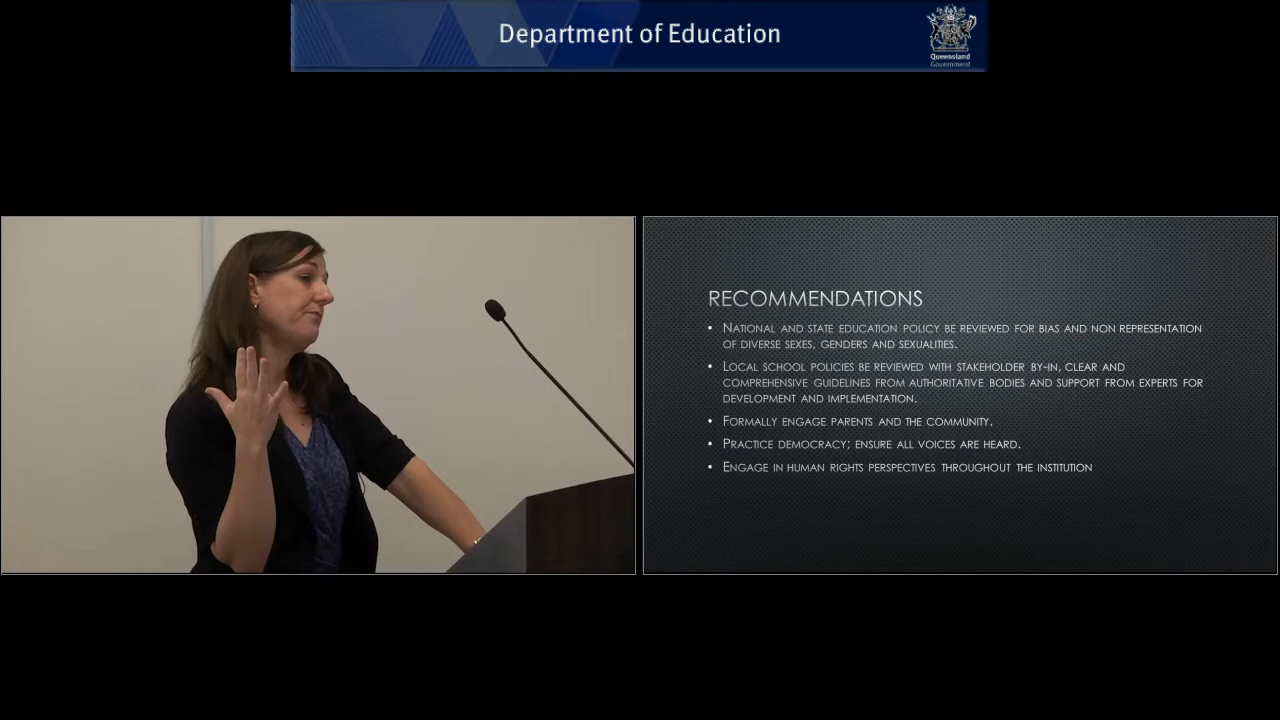 Department of Education
Queensland
Government
RECOMMENDATIONS
• NATIONAL AND STATE EDUCATION POLICY BE REVIEWED FOR BIAS AND NON REPRESENTATION
OF DIVERSE SEXES, GENDERS AND SEXUALITIES.
• LOCAL SCHOOL POLICIES BE REVIEWED WITH STAKEHOLDER BY-IN, CLEAR AND
COMPREHENSIVE GUIDELINES FROM AUTHORITATIVE BODIES AND SUPPORT FROM EXPERTS FOR
DEVELOPMENT AND IMPLEMENTATION.
• FORMALLY ENGAGE PARENTS AND THE COMMUNITY.
• PRACTICE DEMOCRACY; ENSURE ALL VOICES ARE HEARD.
• ENGAGE IN HUMAN RIGHTS PERSPECTIVES THROUGHOUT THE INSTITUTION